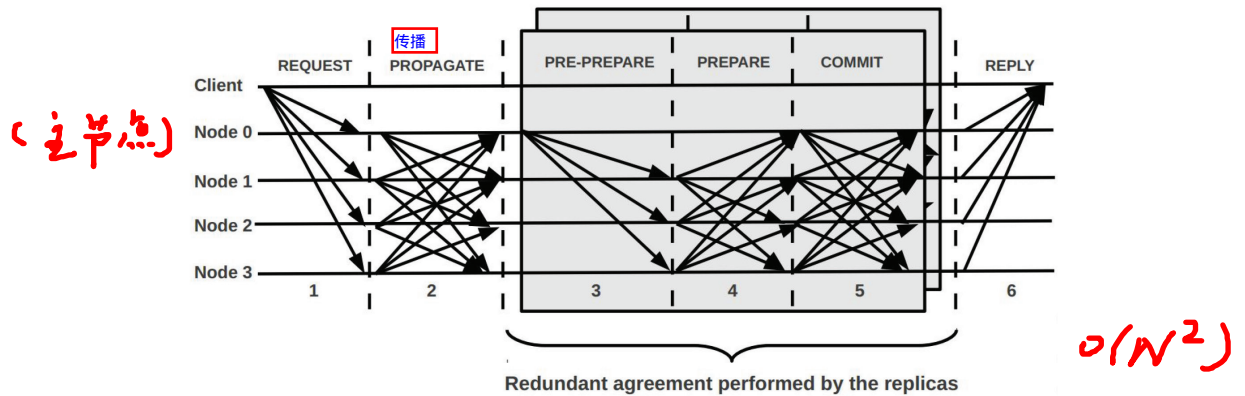 传播
REQUEST PROPAGATE PRE-PREPARE PREPARE COMMIT REPLY
Client
(主节点) Node 0
Node 1
Node 2
Node 3
1 2 3 4 5 6
O(N²)
Redundant agreement performed by the replicas